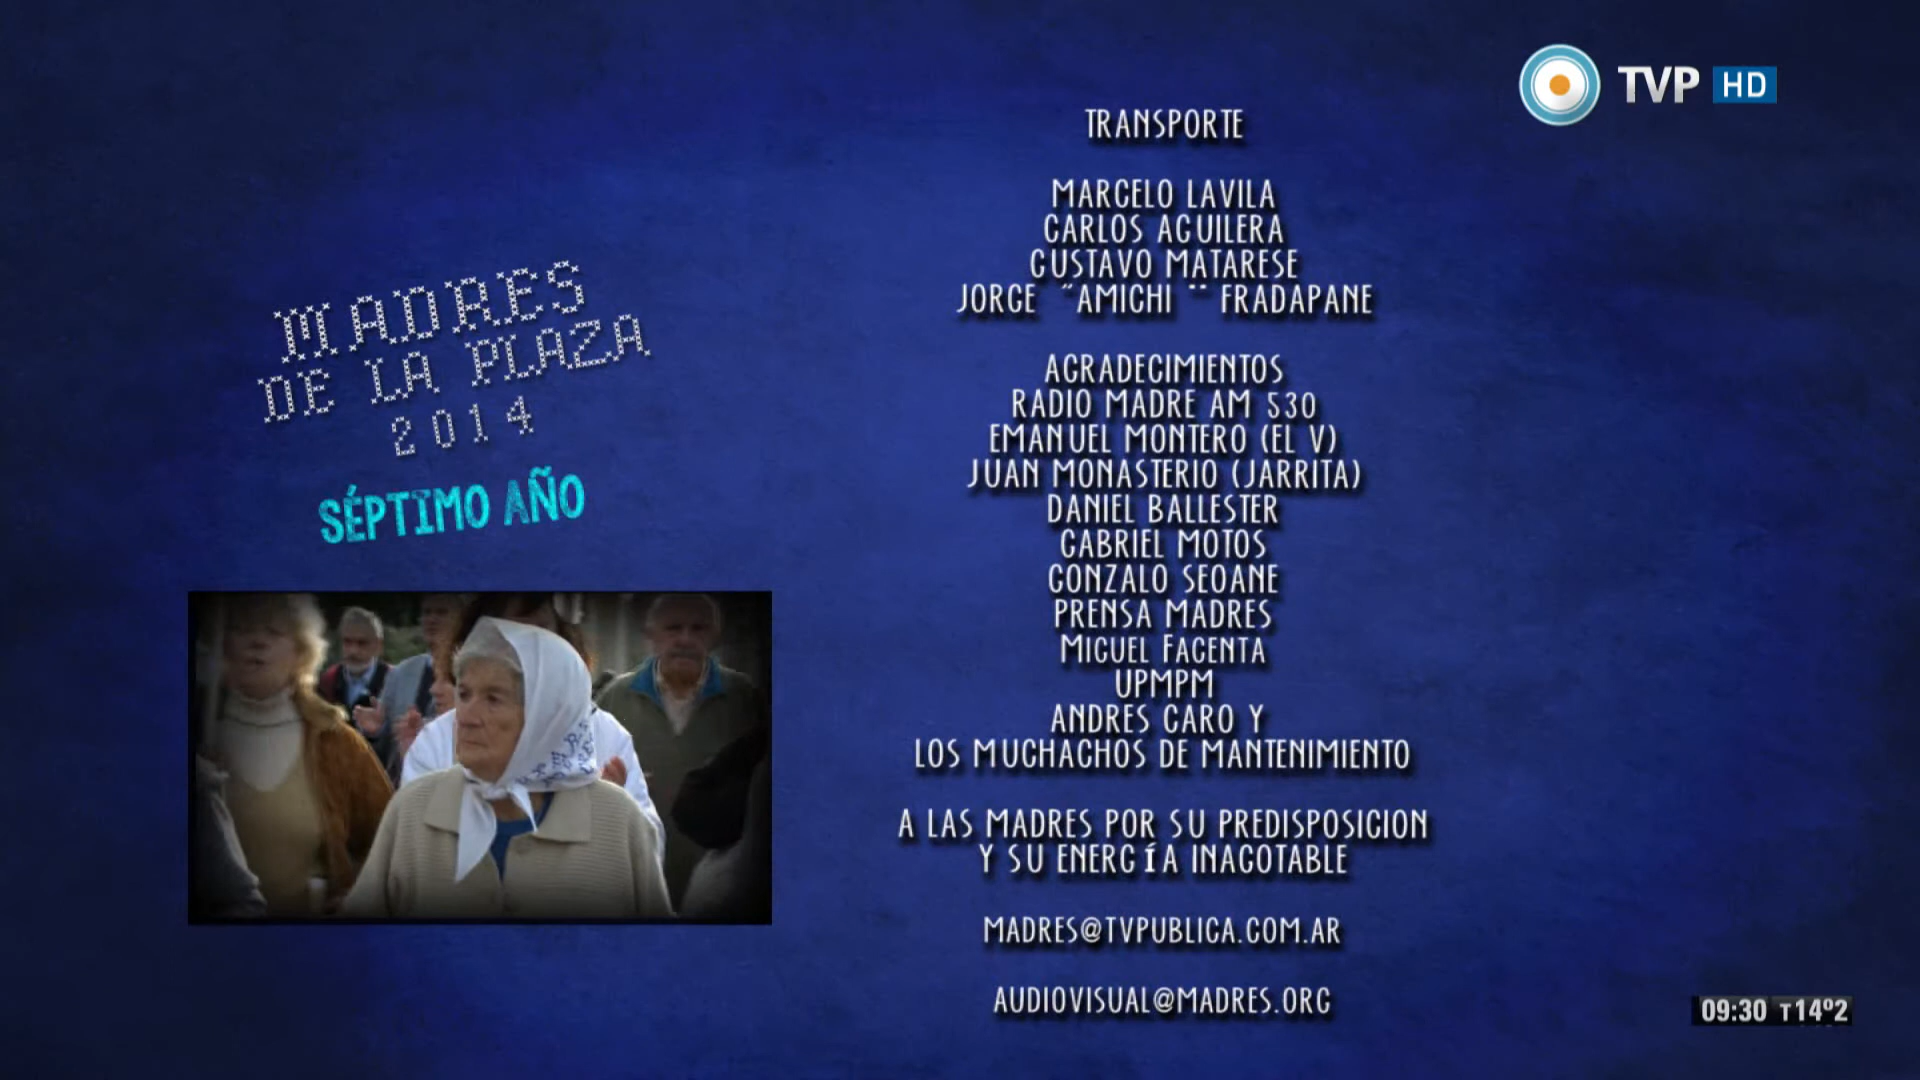 TVP HD
MADRES
DE LA PLAZA
2014
SÉPTIMO AÑO
TRANSPORTE
MARCELO LAVILA
CARLOS AGUILERA
GUSTAVO MATARESE
JORGE ¨AMICHI ¨ FRADAPANE
AGRADECIMIENTOS
RADIO MADRE AM 530
EMANUEL MONTERO (EL V)
JUAN MONASTERIO (JARRITA)
DANIEL BALLESTER
GABRIEL MOTOS
GONZALO SEOANE
PRENSA MADRES
MIGUEL FAGENTA
UPMPM
ANDRES CARO Y
LOS MUCHACHOS DE MANTENIMIENTO
A LAS MADRES POR SU PREDISPOSICION
Y SU ENERGÍA INAGOTABLE
MADRES@TVPUBLICA.COM.AR
AUDIOVISUAL@MADRES.ORG
09:30 T14º2